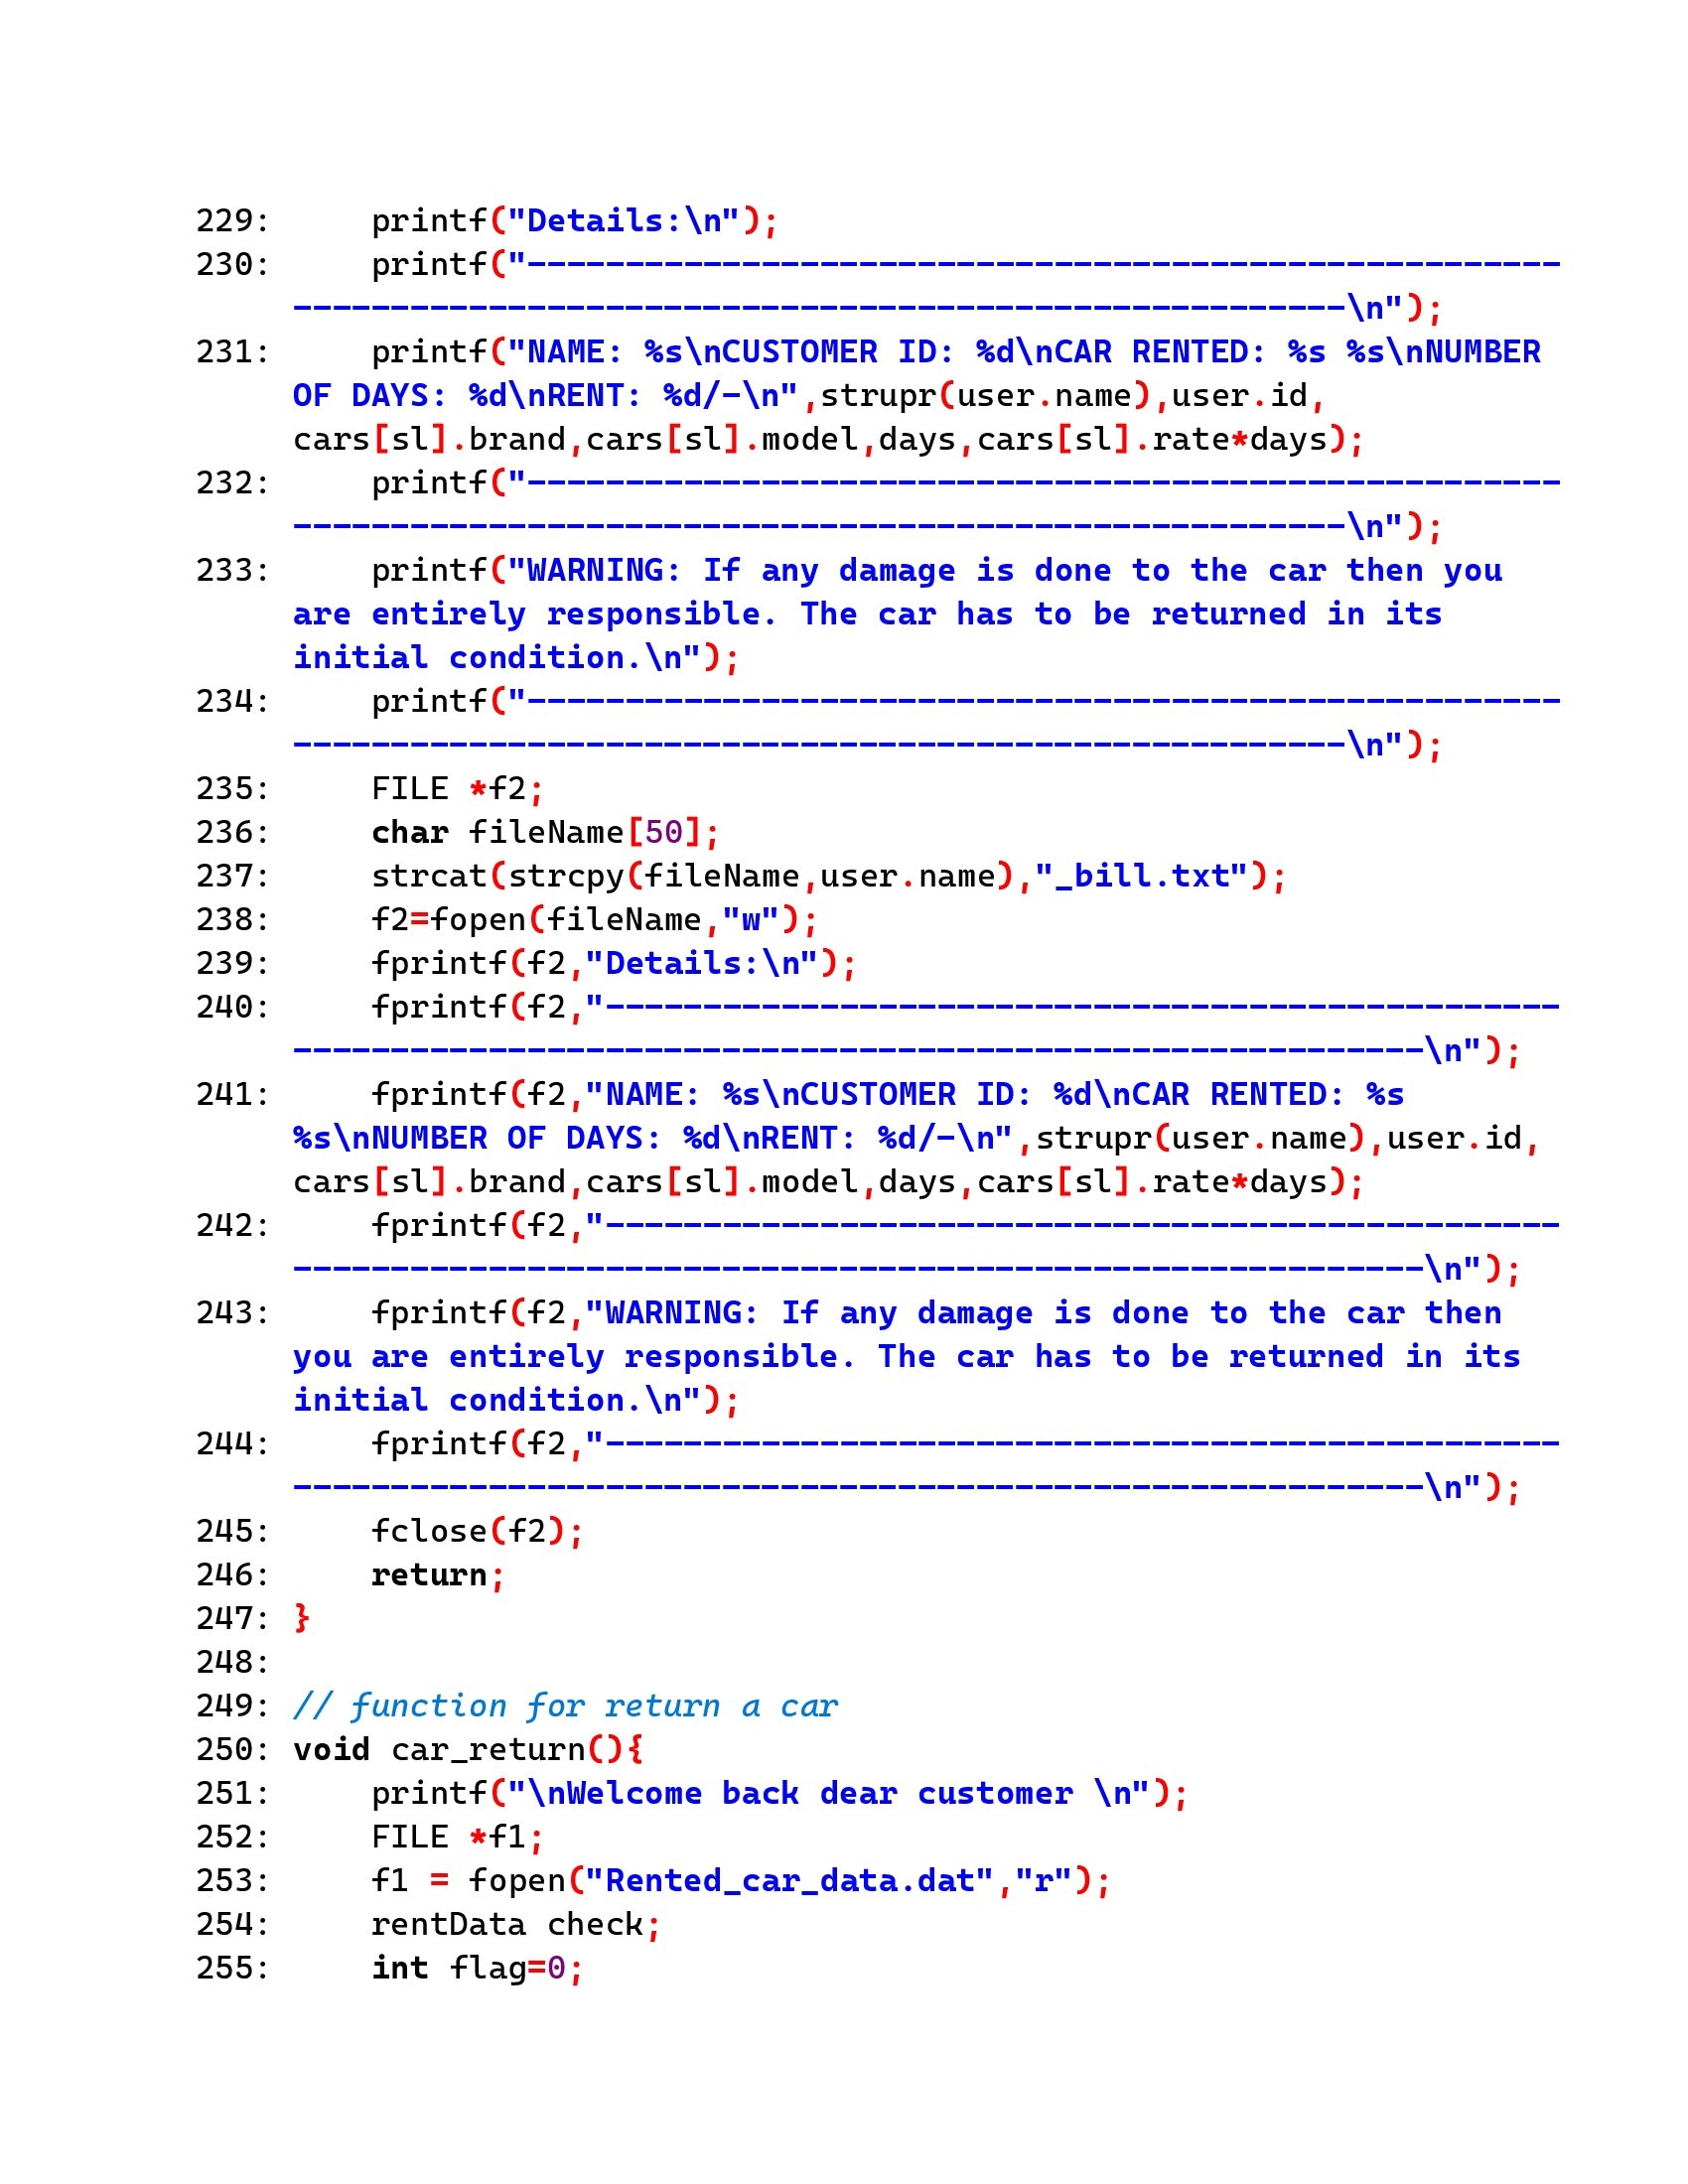 229:     printf("Details:\n");
230:     printf("-----------------------------------------------------
------------------------------------------------------\n");
231:     printf("NAME: %s\nCUSTOMER ID: %d\nCAR RENTED: %s %s\nNUMBER
OF DAYS: %d\nRENT: %d/-\n",strupr(user.name),user.id,
cars[sl].brand,cars[sl].model,days,cars[sl].rate*days);
232:     printf("-----------------------------------------------------
------------------------------------------------------\n");
233:     printf("WARNING: If any damage is done to the car then you
are entirely responsible. The car has to be returned in its
initial condition.\n");
234:     printf("-----------------------------------------------------
------------------------------------------------------\n");
235:     FILE *f2;
236:     char fileName[50];
237:     strcat(strcpy(fileName,user.name),"_bill.txt");
238:     f2=fopen(fileName,"w");
239:     fprintf(f2,"Details:\n");
240:     fprintf(f2,"-------------------------------------------------
----------------------------------------------------------\n");
241:     fprintf(f2,"NAME: %s\nCUSTOMER ID: %d\nCAR RENTED: %s
%s\nNUMBER OF DAYS: %d\nRENT: %d/-\n",strupr(user.name),user.id,
cars[sl].brand,cars[sl].model,days,cars[sl].rate*days);
242:     fprintf(f2,"-------------------------------------------------
----------------------------------------------------------\n");
243:     fprintf(f2,"WARNING: If any damage is done to the car then
you are entirely responsible. The car has to be returned in its
initial condition.\n");
244:     fprintf(f2,"-------------------------------------------------
----------------------------------------------------------\n");
245:     fclose(f2);
246:     return;
247: }
248:
249: // function for return a car
250: void car_return(){
251:     printf("\nWelcome back dear customer \n");
252:     FILE *f1;
253:     f1 = fopen("Rented_car_data.dat","r");
254:     rentData check;
255:     int flag=0;